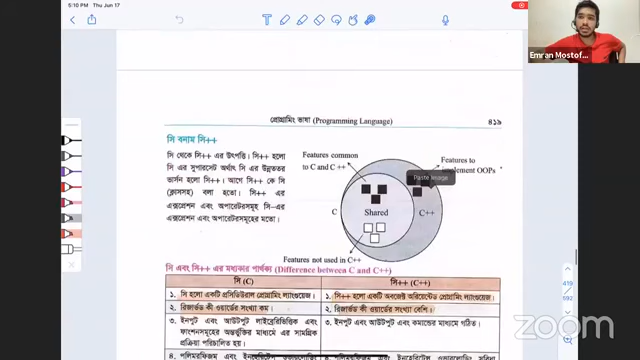 5:10 PM Thu Jun 17
Emran Mostof...
প্রোগ্রামিং ভাষা (Programming Language)
৪১৯
সি বনাম সি++
সি থেকে সি++ এর উৎপত্তি। সি++ হলো
সি এর সুপারসেট অর্থাৎ সি এর উন্নততর
ভার্সন হলো সি++। আগে সি++ কে সি
(ক্লাসসহ) বলা হতো। সি++ এর
এক্সপ্রেশন এবং অপারেটরসমূহ সি-এর
এক্সপ্রেশন এবং অপারেটরসমূহের মতো।
Features common
to C and C ++
Features to
implement OOPs
Paste Image
C
Shared
C++
Features not used in C++
সি এবং সি++ এর মধ্যকার পার্থক্য (Difference between C and C++)
সি (C)
সি++ (C++)
১. সি হলো একটি প্রসিডিউরাল প্রোগ্রামিং ল্যাংগুয়েজ।
১. সি++ হলো একটি অবজেক্ট ওরিয়েন্টেড প্রোগ্রামিং ল্যাংগুয়েজ।
২. রিজার্ভড কী ওয়ার্ডের সংখ্যা কম।
২. রিজার্ভড কী ওয়ার্ডের সংখ্যা বেশি।
৩. ইনপুট এবং আউটপুট লাইব্রেরিভিত্তিক এবং
ফাংশনসমূহের অন্তর্ভুক্তির মাধ্যমে এর সামগ্রিক
প্রক্রিয়া পরিচালিত হয়।
৩. ইনপুট এবং আউটপুট এবং কমান্ডের মাধ্যমে গঠিত।
419
592
zoom